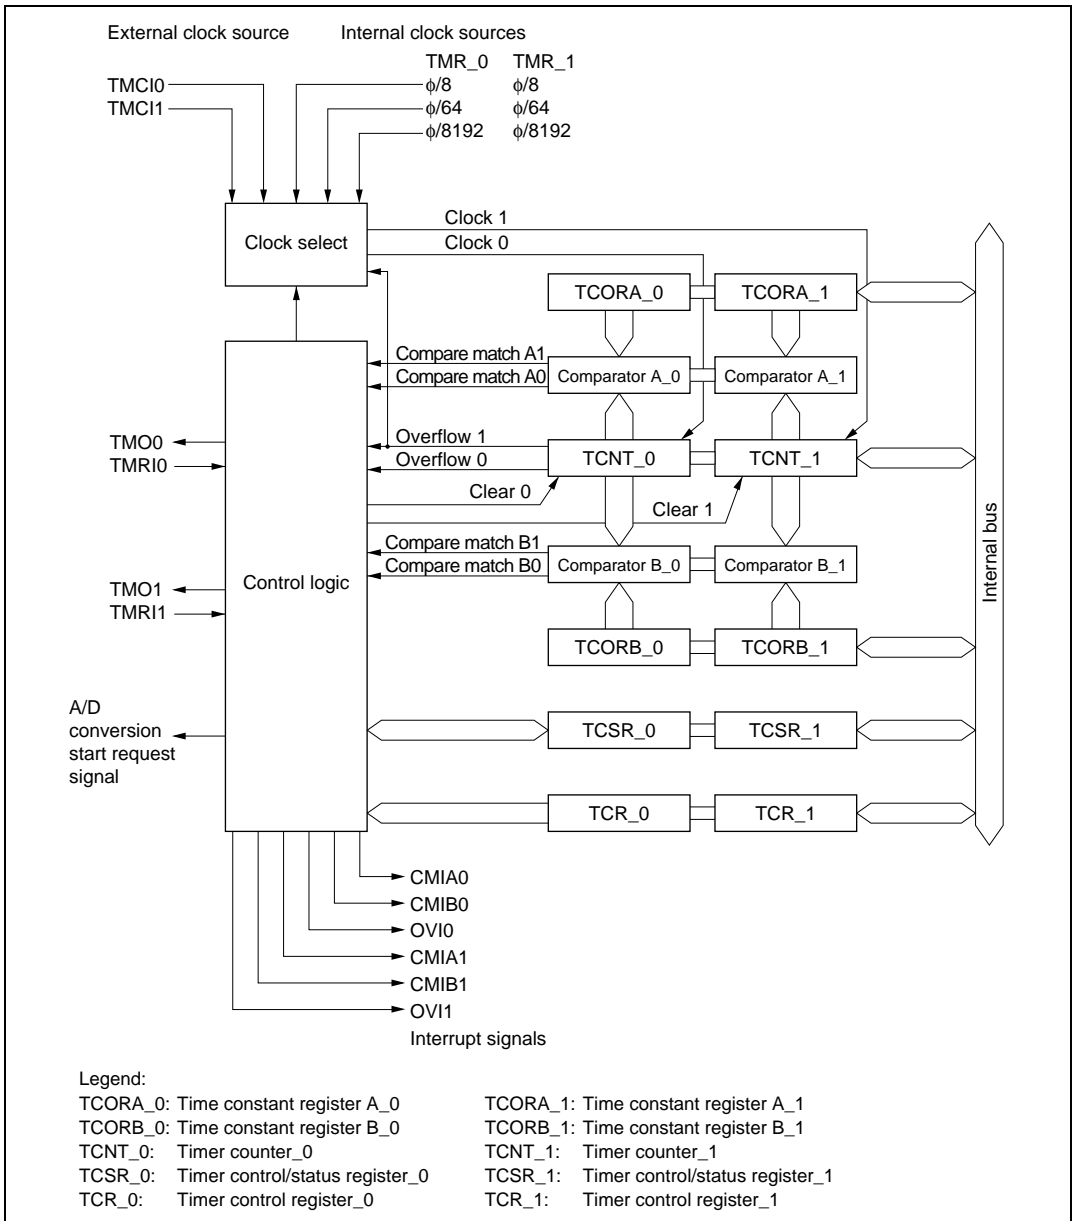 External clock source
Internal clock sources
TMR_0 TMR_1
TMCI0
ϕ/8 ϕ/8
TMCI1
ϕ/64 ϕ/64
ϕ/8192 ϕ/8192
Clock select
Clock 1
Clock 0
TCORA_0
TCORA_1
Compare match A1
Compare match A0
Comparator A_0
Comparator A_1
TMO0
TMRI0
Overflow 1
Overflow 0
TCNT_0
TCNT_1
Clear 0
Clear 1
Internal bus
Compare match B1
Compare match B0
Comparator B_0
Comparator B_1
Control logic
TMO1
TMRI1
TCORB_0
TCORB_1
A/D
conversion
start request
signal
TCSR_0
TCSR_1
TCR_0
TCR_1
CMIA0
CMIB0
OVI0
CMIA1
CMIB1
OVI1
Interrupt signals
Legend:
TCORA_0: Time constant register A_0 TCORA_1: Time constant register A_1
TCORB_0: Time constant register B_0 TCORB_1: Time constant register B_1
TCNT_0: Timer counter_0 TCNT_1: Timer counter_1
TCSR_0: Timer control/status register_0 TCSR_1: Timer control/status register_1
TCR_0: Timer control register_0 TCR_1: Timer control register_1